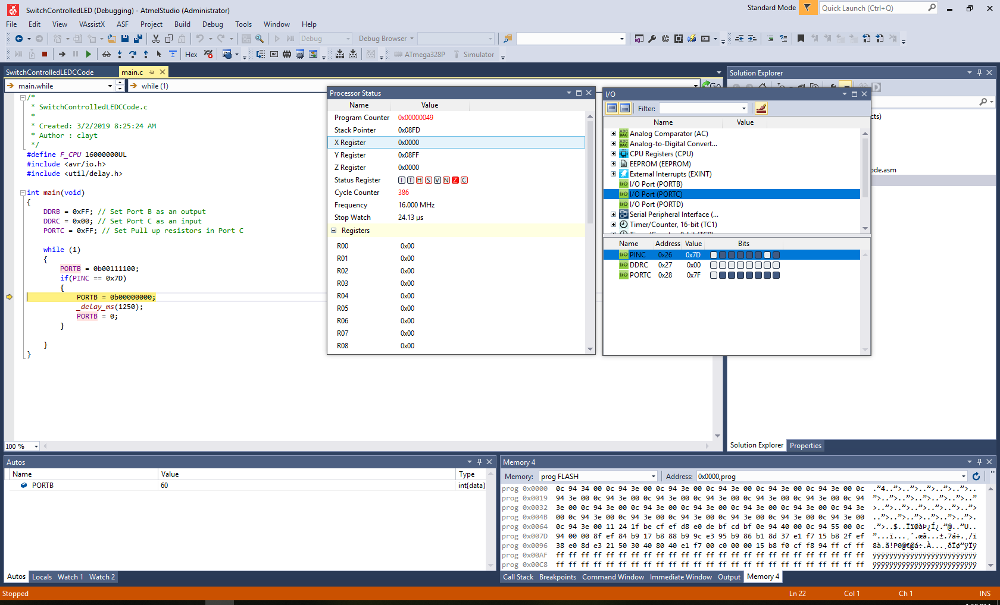 SwitchControlledLED (Debugging) - AtmelStudio (Administrator)
Standard Mode
Quick Launch (Ctrl+Q)
File Edit View VAssistX ASF Project Build Debug Tools Window Help
Debug
Debug Browser
Hex
ATmega328P
Simulator
SwitchControlledLEDCCode
main.c
main.while
while (1)
Go
/*
* SwitchControlledLEDCCode.c
*
* Created: 3/2/2019 8:25:24 AM
* Author : clayt
*/
#define F_CPU 16000000UL
#include <avr/io.h>
#include <util/delay.h>
int main(void)
{
DDRB = 0xFF; // Set Port B as an output
DDRC = 0x00; // Set Port C as an input
PORTC = 0xFF; // Set Pull up resistors in Port C
while (1)
{
PORTB = 0b00111100;
if(PINC == 0x7D)
{
PORTB = 0b00000000;
_delay_ms(1250);
PORTB = 0;
}
}
}
100 %
Processor Status
Name Value
Program Counter 0x00000049
Stack Pointer 0x08FD
X Register 0x0000
Y Register 0x08FF
Z Register 0x0000
Status Register I T H S V N Z C
Cycle Counter 386
Frequency 16.000 MHz
Stop Watch 24.13 µs
Registers
R00 0x00
R01 0x00
R02 0x00
R03 0x00
R04 0x00
R05 0x00
R06 0x00
R07 0x00
R08 0x00
I/O
Filter:
Name Value
Analog Comparator (AC)
Analog-to-Digital Convert...
CPU Registers (CPU)
EEPROM (EEPROM)
External Interrupts (EXINT)
I/O Port (PORTB)
I/O Port (PORTC)
I/O Port (PORTD)
Serial Peripheral Interface (...
Timer/Counter, 16-bit (TC1)
Name Address Value Bits
PINC 0x26 0x7D
DDRC 0x27 0x00
PORTC 0x28 0x7F
Solution Explorer
cts)
ode.asm
Solution Explorer Properties
Autos
Name Value Type
PORTB 60 int{data}
Autos Locals Watch 1 Watch 2
Memory 4
Memory: prog FLASH Address: 0x0000,prog
prog 0x0000 0c 94 34 00 0c 94 3e 00 0c 94 3e 00 0c 94 3e 00 0c 94 3e 00 0c 94 3e 00 0c .”4..”>..”>..”>..”>..”>..
prog 0x0019 94 3e 00 0c 94 3e 00 0c 94 3e 00 0c 94 3e 00 0c 94 3e 00 0c 94 3e 00 0c 94 ”>..”>..”>..”>..”>..”>..”
prog 0x0032 3e 00 0c 94 3e 00 0c 94 3e 00 0c 94 3e 00 0c 94 3e 00 0c 94 3e 00 0c 94 3e >..”>..”>..”>..”>..”>..”>
prog 0x004B 00 0c 94 3e 00 0c 94 3e 00 0c 94 3e 00 0c 94 3e 00 0c 94 3e 00 0c 94 3e 00 ..”>..”>..”>..”>..”>..”>.
prog 0x0064 0c 94 3e 00 11 24 1f be cf ef d8 e0 de bf cd bf 0e 94 40 00 0c 94 55 00 0c .”>..$.¾ÏïØàÞ¿Í¿.”@..”U..
prog 0x007D 94 00 00 8f ef 84 b9 17 b8 88 b9 9c e3 95 b9 86 b1 8d 37 e1 f7 15 b8 2f ef
prog 0x0096 38 e0 8d e3 21 50 30 40 80 40 e1 f7 00 c0 00 00 15 b8 f0 cf f8 94 ff cf ff
prog 0x00AF ff ff ff ff ff ff ff ff ff ff ff ff ff ff ff ff ff ff ff ff ff ff ff ff ff ÿÿÿÿÿÿÿÿÿÿÿÿÿÿÿÿÿÿÿÿÿÿÿÿÿ
prog 0x00C8 ff ff ff ff ff ff ff ff ff ff ff ff ff ff ff ff ff ff ff ff ff ff ff ff ff ÿÿÿÿÿÿÿÿÿÿÿÿÿÿÿÿÿÿÿÿÿÿÿÿÿ
Call Stack Breakpoints Command Window Immediate Window Output Memory 4
Stopped
Ln 22 Col 1 Ch 1 INS